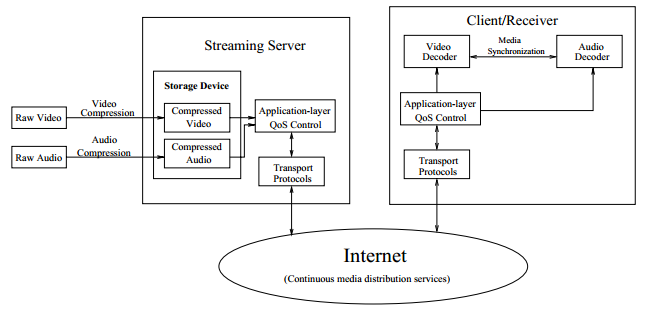 Streaming Server
Storage Device
Raw Video
Video
Compression
Compressed
Video
Application-layer
QoS Control
Raw Audio
Audio
Compression
Compressed
Audio
Transport
Protocols
Client/Receiver
Video
Decoder
Media
Synchronization
Audio
Decoder
Application-layer
QoS Control
Transport
Protocols
Internet
(Continuous media distribution services)